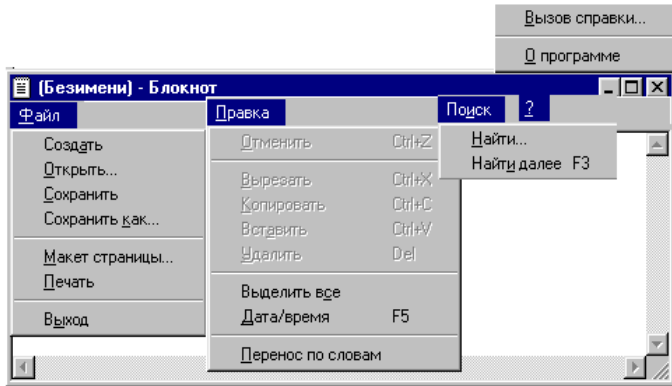 Вызов справки...
О программе
(Безимени) - Блокнот
Файл
Создать
Открыть...
Сохранить
Сохранить как...
Макет страницы...
Печать
Выход
Правка
Отменить Ctrl+Z
Вырезать Ctrl+X
Копировать Ctrl+C
Вставить Ctrl+V
Удалить Del
Выделить все
Дата/время F5
Перенос по словам
Поиск ?
Найти...
Найти далее F3